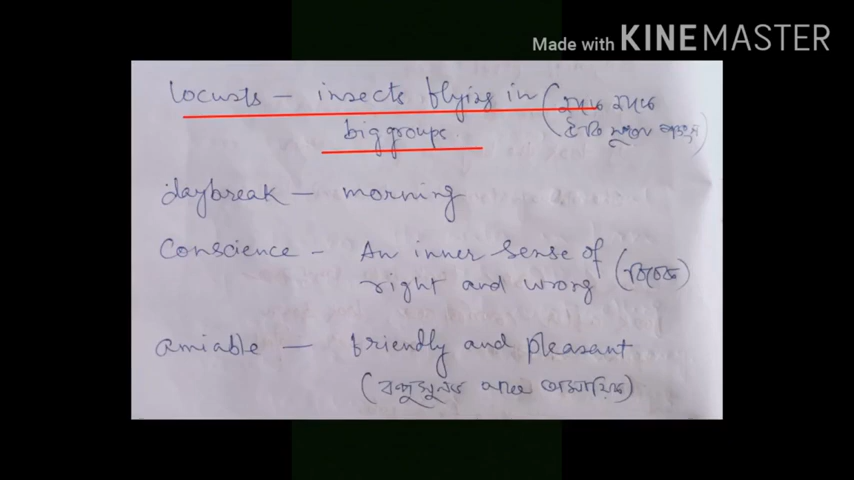 Made with KINEMASTER
locusts – insects flying in
big groups.
daybreak – morning
Conscience – An inner sense of
right and wrong (বিবেক)
amiable – friendly and pleasant